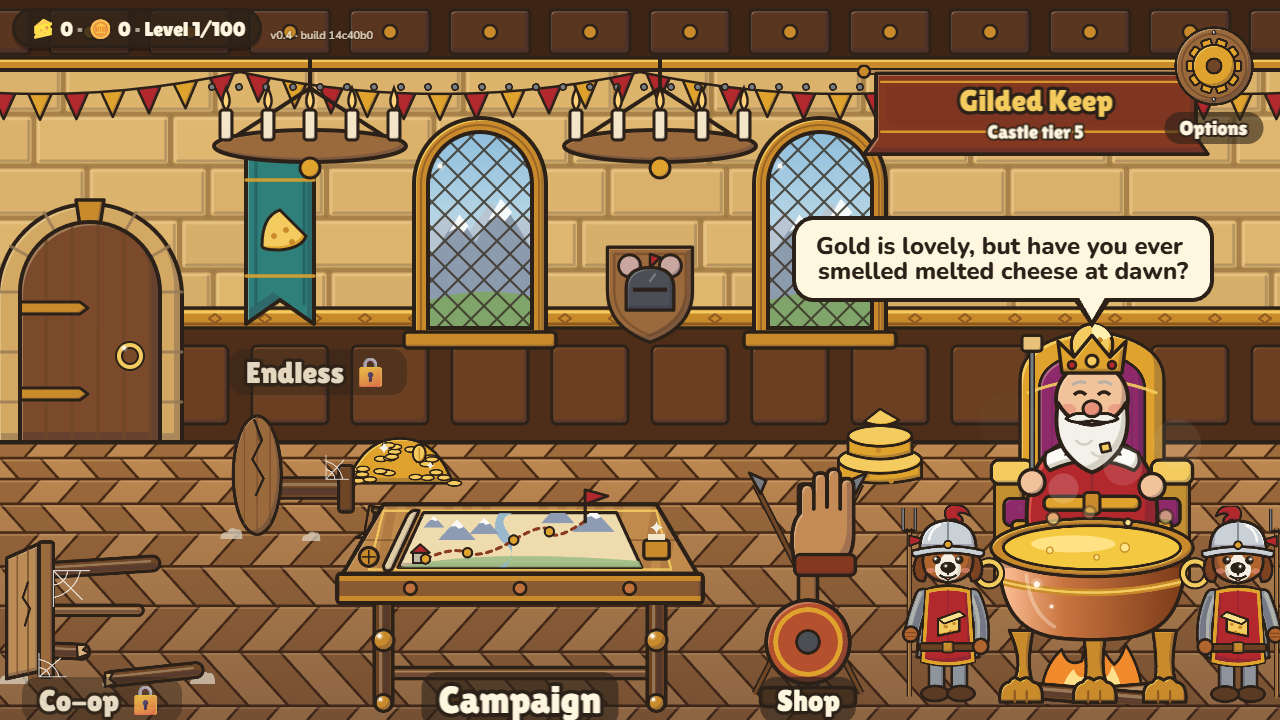 0 · 0 · Level 1/100
v0.4 · build 14c40b0
Gilded Keep
Castle tier 5
Options
Gold is lovely, but have you ever
smelled melted cheese at dawn?
Endless
Co-op
Campaign
Shop